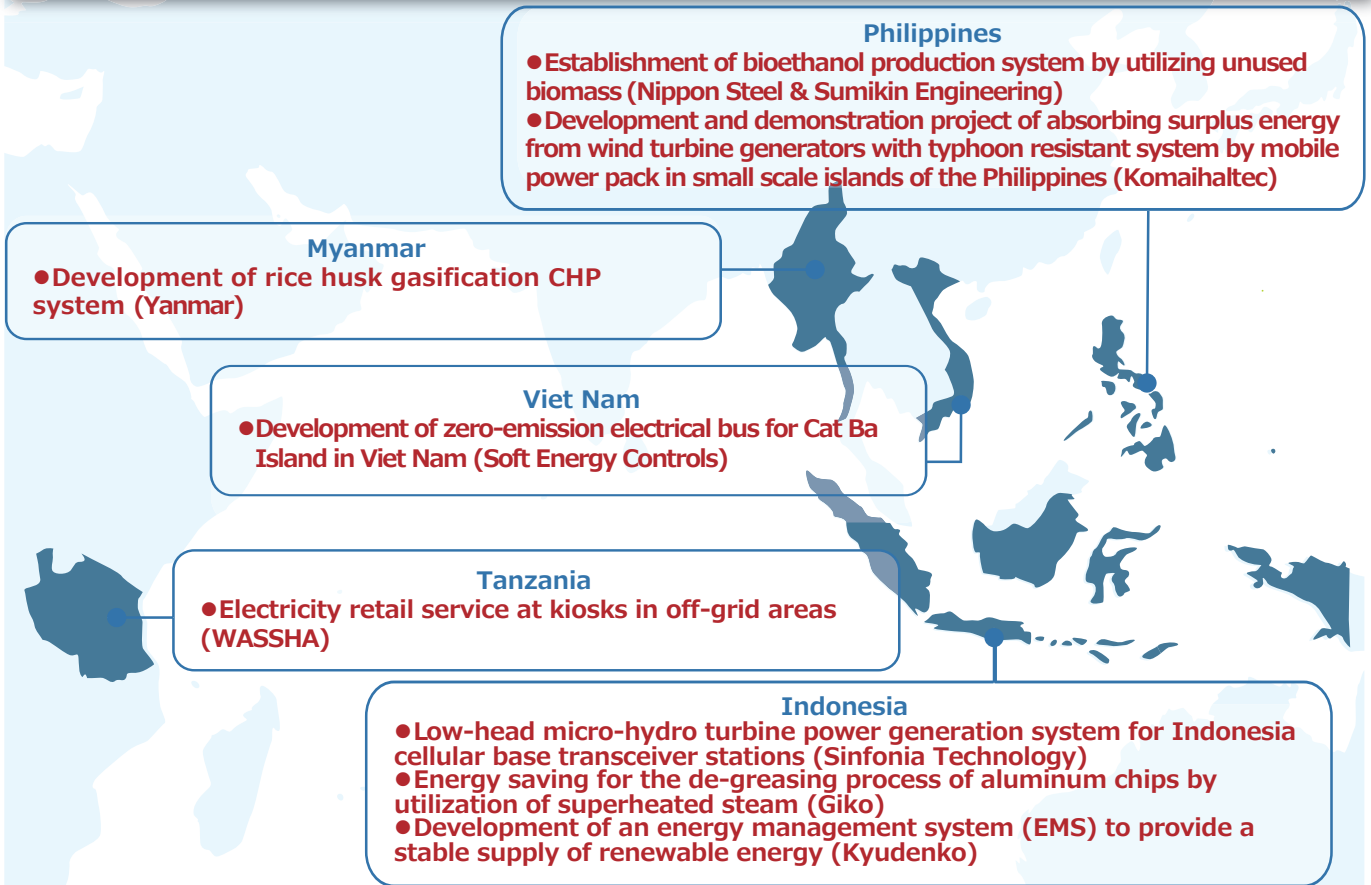 Philippines
●Establishment of bioethanol production system by utilizing unused
biomass (Nippon Steel & Sumikin Engineering)
●Development and demonstration project of absorbing surplus energy
from wind turbine generators with typhoon resistant system by mobile
power pack in small scale islands of the Philippines (Komaihaltec)
Myanmar
●Development of rice husk gasification CHP
system (Yanmar)
Viet Nam
●Development of zero-emission electrical bus for Cat Ba
Island in Viet Nam (Soft Energy Controls)
Tanzania
●Electricity retail service at kiosks in off-grid areas
(WASSHA)
Indonesia
●Low-head micro-hydro turbine power generation system for Indonesia
cellular base transceiver stations (Sinfonia Technology)
●Energy saving for the de-greasing process of aluminum chips by
utilization of superheated steam (Giko)
●Development of an energy management system (EMS) to provide a
stable supply of renewable energy (Kyudenko)